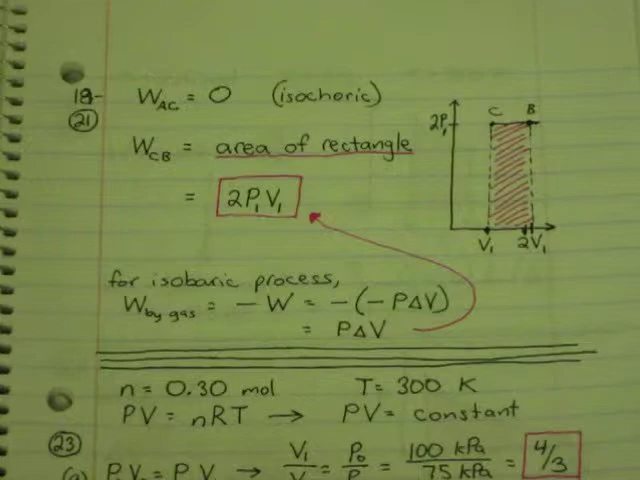 18-
21
W_AC = 0 (isochoric)
W_CB = area of rectangle
= 2P₁V₁
C B
2P₁
V₁ 2V₁
for isobaric process,
W_by gas = - W = - (- PΔV)
= PΔV
n = 0.30 mol T = 300 K
PV = nRT → PV = constant
23
(a) P V = P V → V₁/V = P₀/P = 100 kPa/75 kPa = 4/3